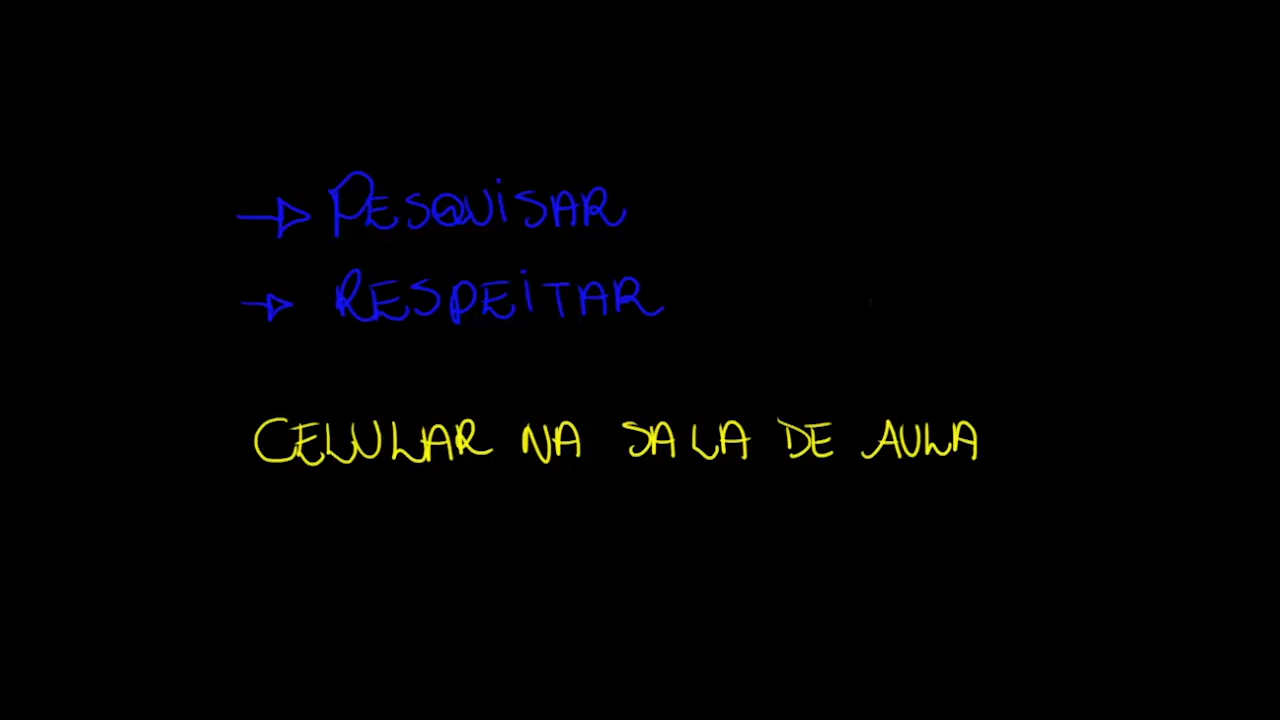 → PESQUISAR
→ RESPEITAR
CELULAR NA SALA DE AULA